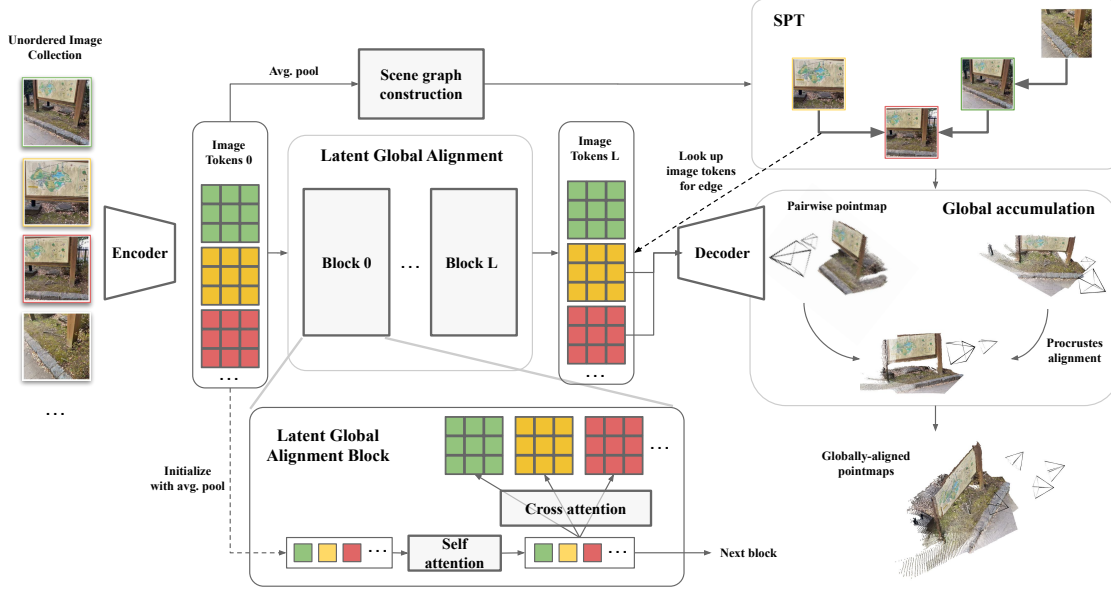 Unordered Image
Collection
. . .
Encoder
Avg. pool
Scene graph
construction
SPT
Image
Tokens 0
. . .
Latent Global Alignment
Block 0
. . .
Block L
Image
Tokens L
. . .
Look up
image tokens
for edge
Decoder
Pairwise pointmap
Global accumulation
Procrustes
alignment
Globally-aligned
pointmaps
Initialize
with avg. pool
Latent Global
Alignment Block
. . .
Cross attention
. . .
Self
attention
. . .
Next block